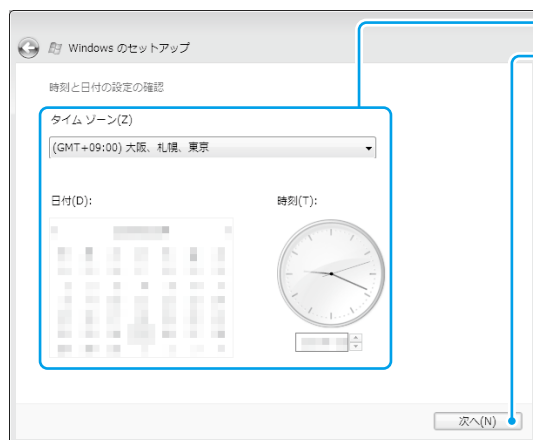 Windows のセットアップ
時刻と日付の設定の確認
タイム ゾーン(Z)
(GMT+09:00) 大阪、札幌、東京
日付(D):
時刻(T):
次へ(N)